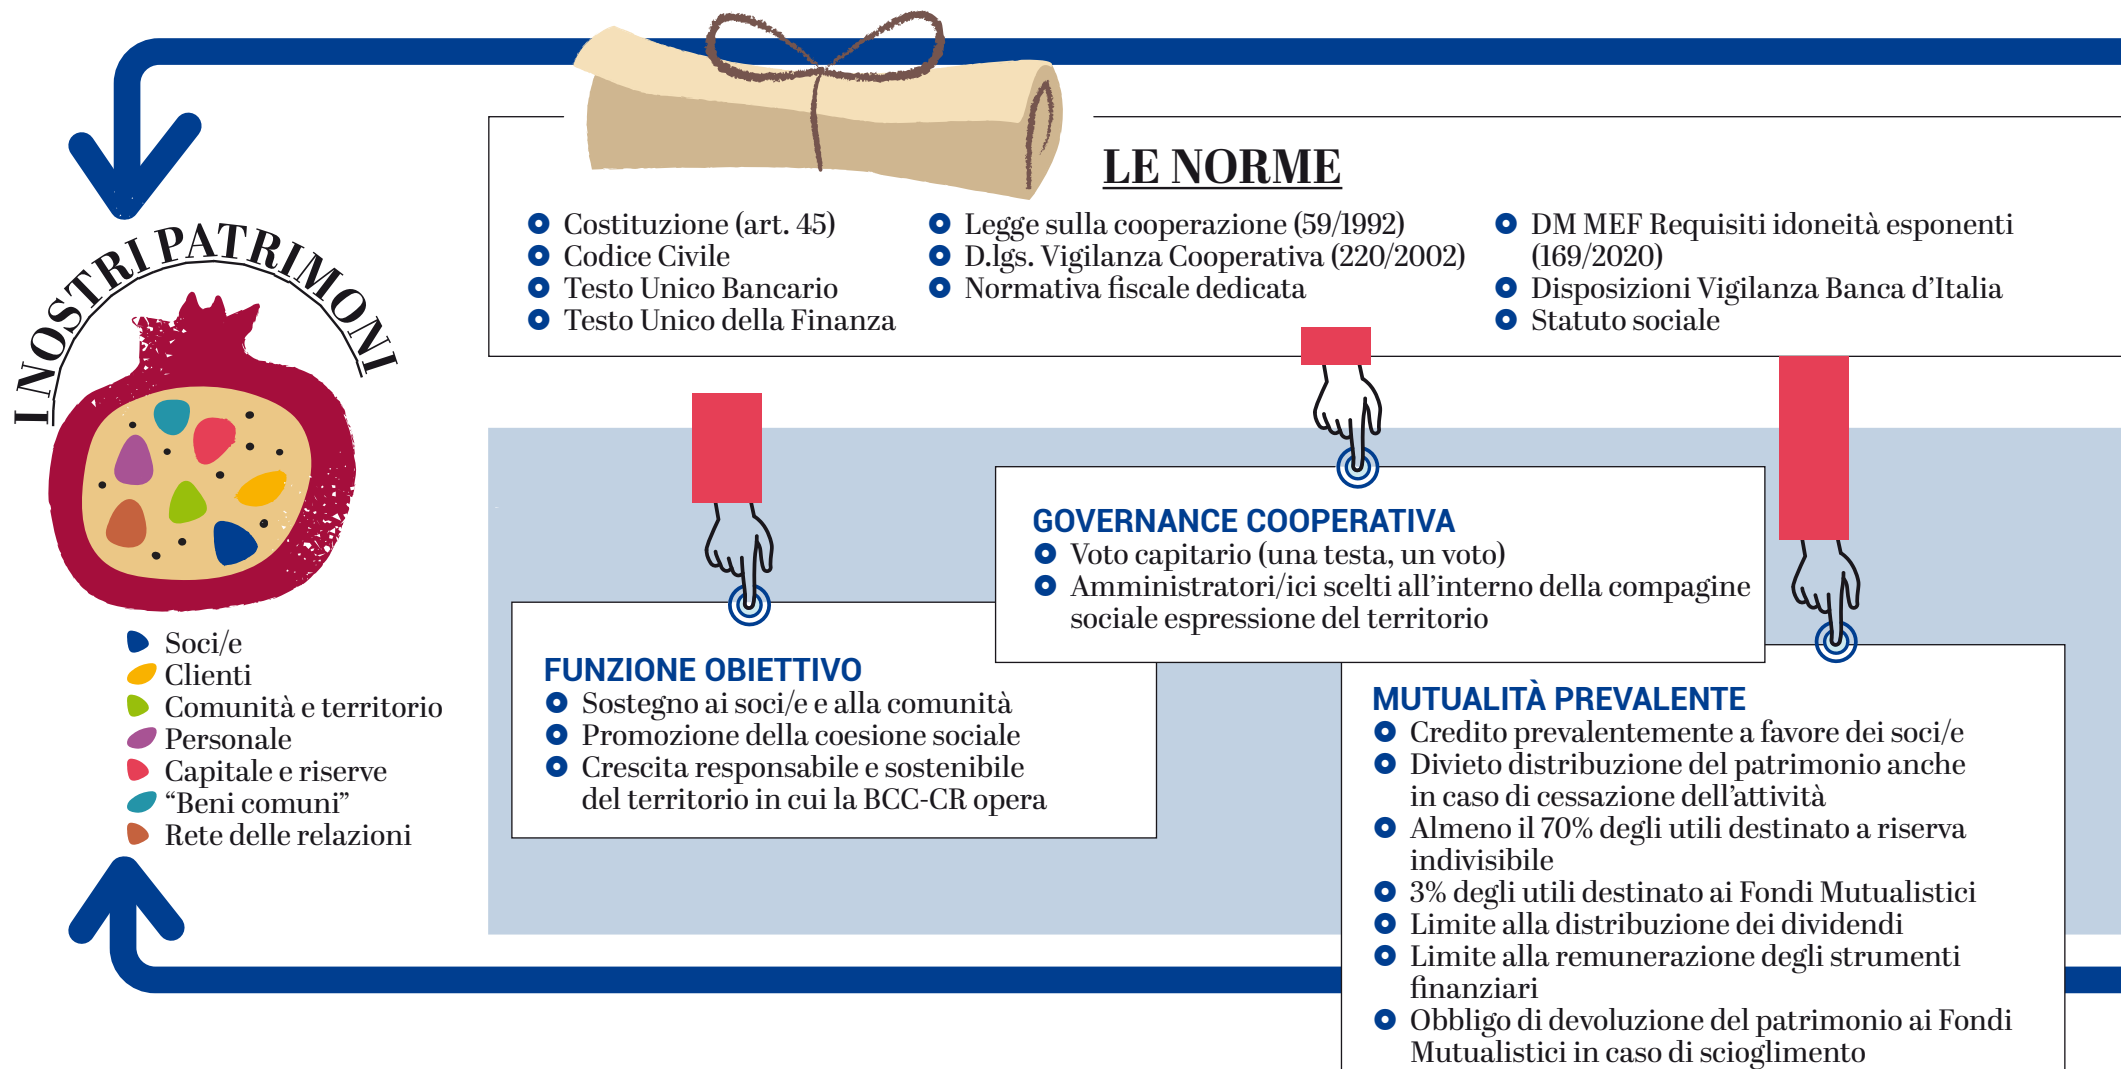 I NOSTRI PATRIMONI
Soci/e
Clienti
Comunità e territorio
Personale
Capitale e riserve
“Beni comuni”
Rete delle relazioni
LE NORME
Costituzione (art. 45)
Codice Civile
Testo Unico Bancario
Testo Unico della Finanza
Legge sulla cooperazione (59/1992)
D.lgs. Vigilanza Cooperativa (220/2002)
Normativa fiscale dedicata
DM MEF Requisiti idoneità esponenti
(169/2020)
Disposizioni Vigilanza Banca d’Italia
Statuto sociale
FUNZIONE OBIETTIVO
Sostegno ai soci/e e alla comunità
Promozione della coesione sociale
Crescita responsabile e sostenibile
del territorio in cui la BCC-CR opera
GOVERNANCE COOPERATIVA
Voto capitario (una testa, un voto)
Amministratori/ici scelti all’interno della compagine
sociale espressione del territorio
MUTUALITÀ PREVALENTE
Credito prevalentemente a favore dei soci/e
Divieto distribuzione del patrimonio anche
in caso di cessazione dell’attività
Almeno il 70% degli utili destinato a riserva
indivisibile
3% degli utili destinato ai Fondi Mutualistici
Limite alla distribuzione dei dividendi
Limite alla remunerazione degli strumenti
finanziari
Obbligo di devoluzione del patrimonio ai Fondi
Mutualistici in caso di scioglimento